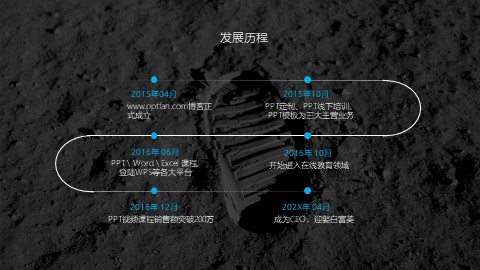 发展历程
2015年04月
www.pptfan.com博客正
式成立
2015年10月
PPT定制、PPT线下培训、
PPT模板为三大主营业务
2016年06月
PPT \ Word \ Excel 课程,
登陆WPS等各大平台
2016年10月
开始进入在线教育领域
2016年12月
PPT视频课程销售额突破200万
202X年04月
成为CEO，迎娶白富美